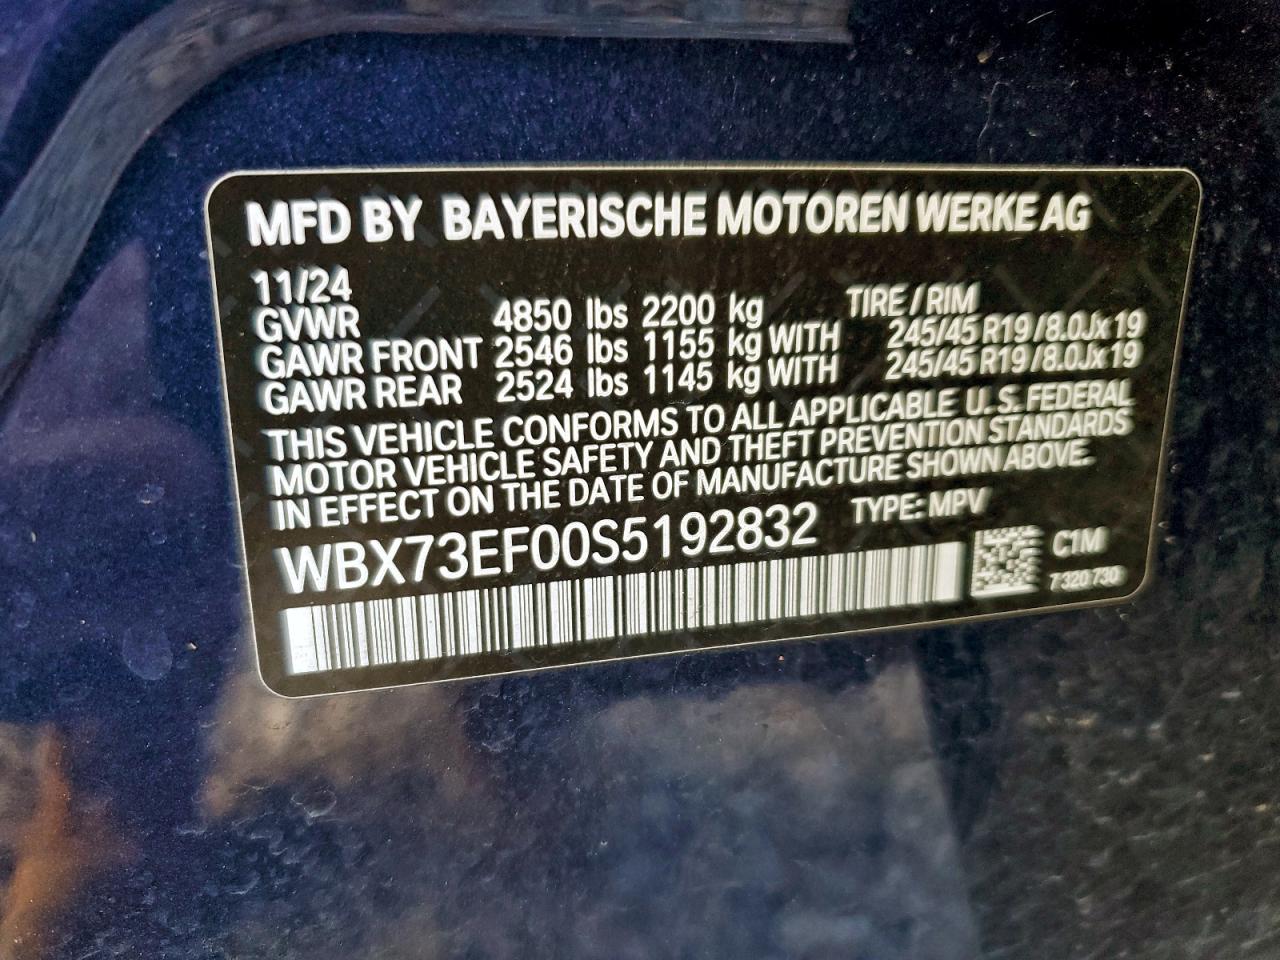 MFD BY BAYERISCHE MOTOREN WERKE AG
11/24
GVWR 4850 lbs 2200 kg TIRE / RIM
GAWR FRONT 2546 lbs 1155 kg WITH 245/45 R19 / 8.0Jx19
GAWR REAR 2524 lbs 1145 kg WITH 245/45 R19 / 8.0Jx19
THIS VEHICLE CONFORMS TO ALL APPLICABLE U.S. FEDERAL
MOTOR VEHICLE SAFETY AND THEFT PREVENTION STANDARDS
IN EFFECT ON THE DATE OF MANUFACTURE SHOWN ABOVE.
WBX73EF00S5192832 TYPE: MPV
C1M
7 320 730